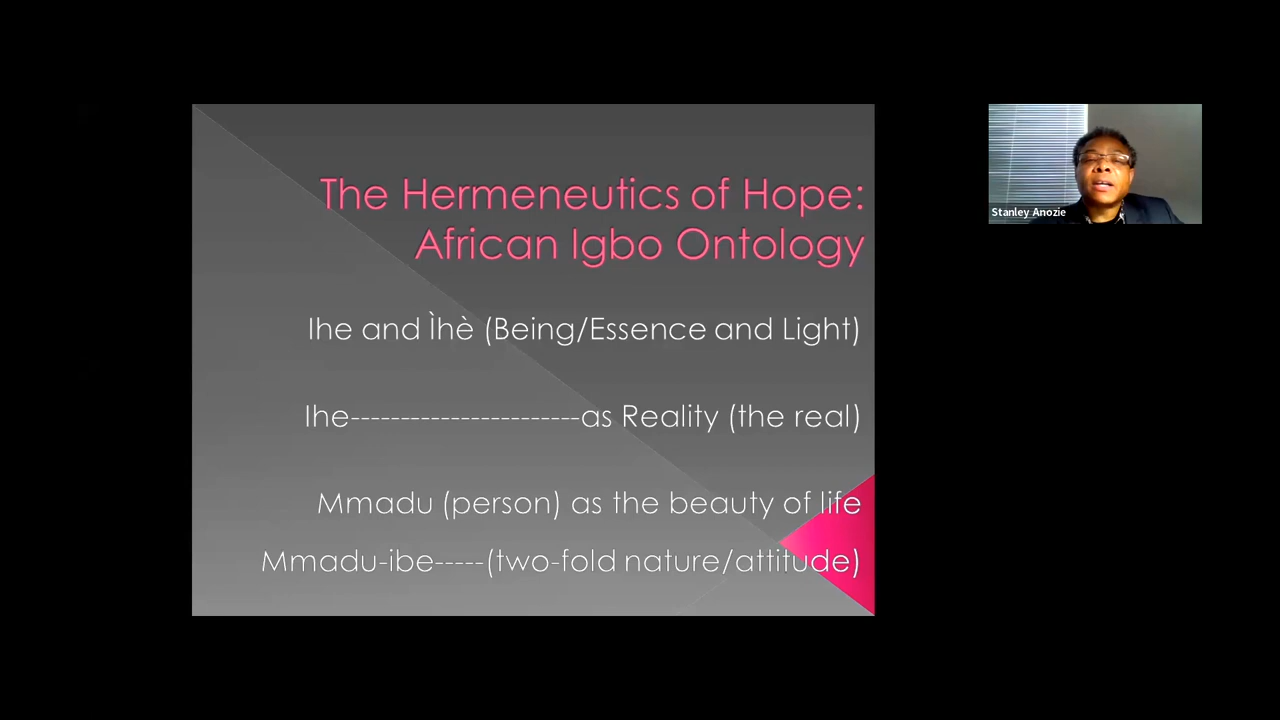 The Hermeneutics of Hope:
African Igbo Ontology
Ihe and Ìhè (Being/Essence and Light)
Ihe-----------------------as Reality (the real)
Mmadu (person) as the beauty of life
Mmadu-ibe-----(two-fold nature/attitude)
Stanley Anozie